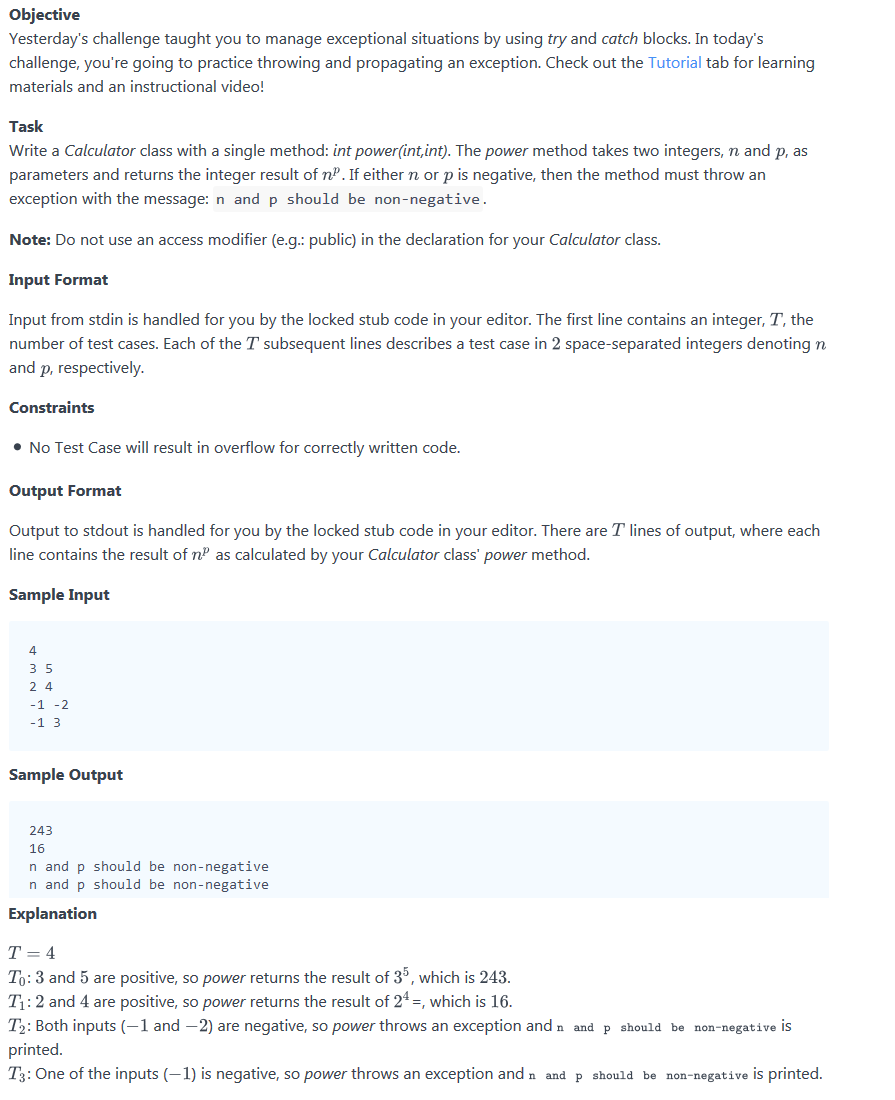 Objective
Yesterday's challenge taught you to manage exceptional situations by using try and catch blocks. In today's
challenge, you're going to practice throwing and propagating an exception. Check out the Tutorial tab for learning
materials and an instructional video!
Task
Write a Calculator class with a single method: int power(int,int). The power method takes two integers, n and p, as
parameters and returns the integer result of nᵖ. If either n or p is negative, then the method must throw an
exception with the message: n and p should be non-negative.
Note: Do not use an access modifier (e.g.: public) in the declaration for your Calculator class.
Input Format
Input from stdin is handled for you by the locked stub code in your editor. The first line contains an integer, T, the
number of test cases. Each of the T subsequent lines describes a test case in 2 space-separated integers denoting n
and p, respectively.
Constraints
• No Test Case will result in overflow for correctly written code.
Output Format
Output to stdout is handled for you by the locked stub code in your editor. There are T lines of output, where each
line contains the result of nᵖ as calculated by your Calculator class' power method.
Sample Input
4
3 5
2 4
-1 -2
-1 3
Sample Output
243
16
n and p should be non-negative
n and p should be non-negative
Explanation
T = 4
T₀: 3 and 5 are positive, so power returns the result of 3⁵, which is 243.
T₁: 2 and 4 are positive, so power returns the result of 2⁴ =, which is 16.
T₂: Both inputs (−1 and −2) are negative, so power throws an exception and n and p should be non-negative is
printed.
T₃: One of the inputs (−1) is negative, so power throws an exception and n and p should be non-negative is printed.